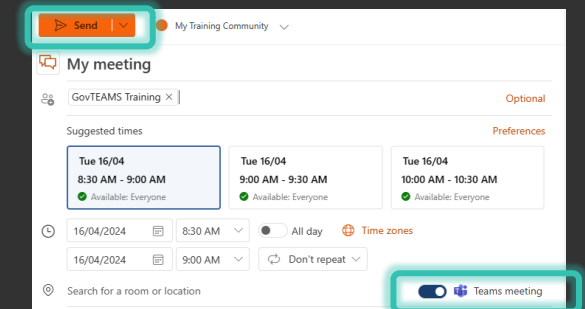 Send My Training Community
My meeting
GovTEAMS Training ×
Optional
Suggested times Preferences
Tue 16/04 Tue 16/04 Tue 16/04
8:30 AM - 9:00 AM 9:00 AM - 9:30 AM 10:00 AM - 10:30 AM
Available: Everyone Available: Everyone Available: Everyone
16/04/2024 8:30 AM All day Time zones
16/04/2024 9:00 AM Don't repeat
Search for a room or location Teams meeting